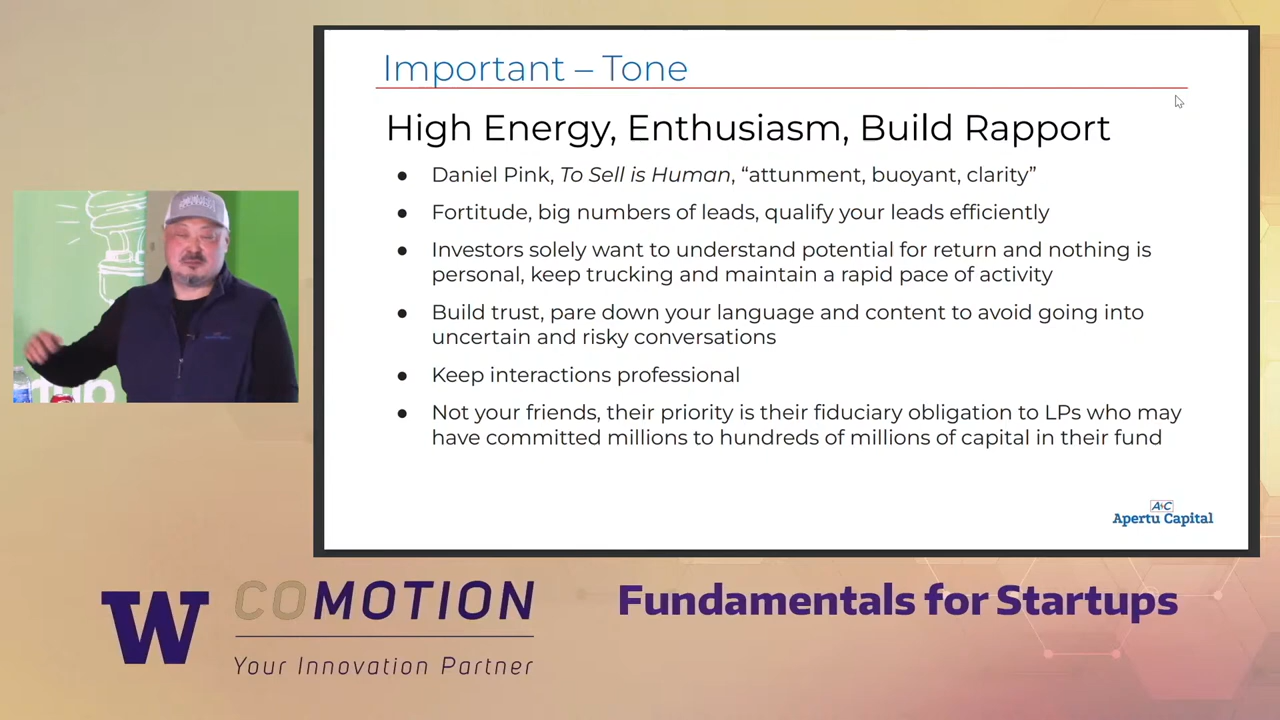 Important – Tone
High Energy, Enthusiasm, Build Rapport
● Daniel Pink, To Sell is Human, “attunment, buoyant, clarity”
● Fortitude, big numbers of leads, qualify your leads efficiently
● Investors solely want to understand potential for return and nothing is
personal, keep trucking and maintain a rapid pace of activity
● Build trust, pare down your language and content to avoid going into
uncertain and risky conversations
● Keep interactions professional
● Not your friends, their priority is their fiduciary obligation to LPs who may
have committed millions to hundreds of millions of capital in their fund
A&C
Apertu Capital
W COMOTION
Your Innovation Partner
Fundamentals for Startups